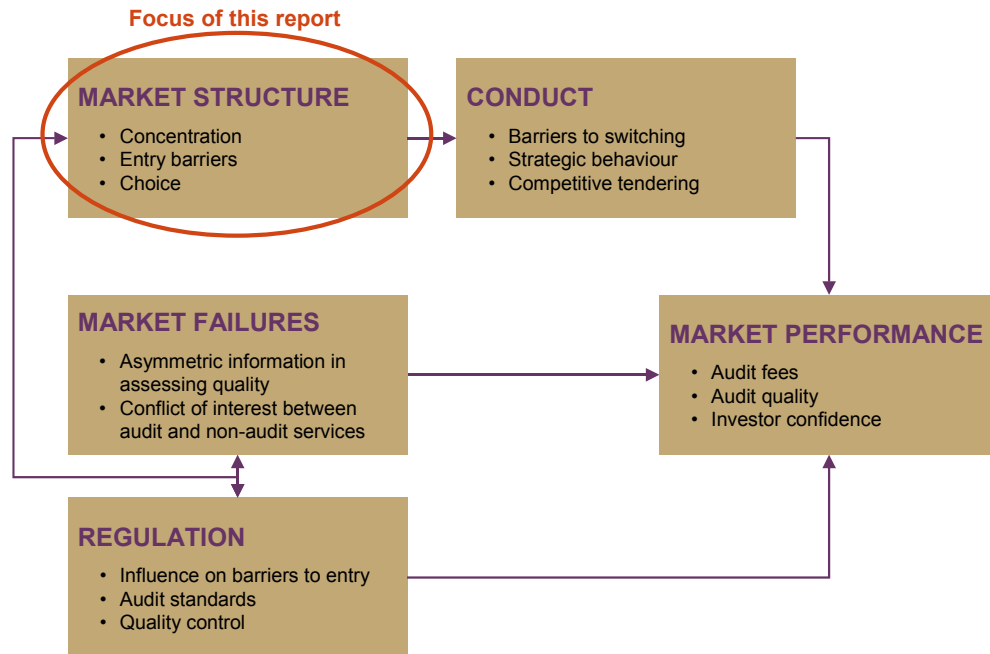 Focus of this report
MARKET STRUCTURE
• Concentration
• Entry barriers
• Choice
CONDUCT
• Barriers to switching
• Strategic behaviour
• Competitive tendering
MARKET FAILURES
• Asymmetric information in
assessing quality
• Conflict of interest between
audit and non-audit services
MARKET PERFORMANCE
• Audit fees
• Audit quality
• Investor confidence
REGULATION
• Influence on barriers to entry
• Audit standards
• Quality control